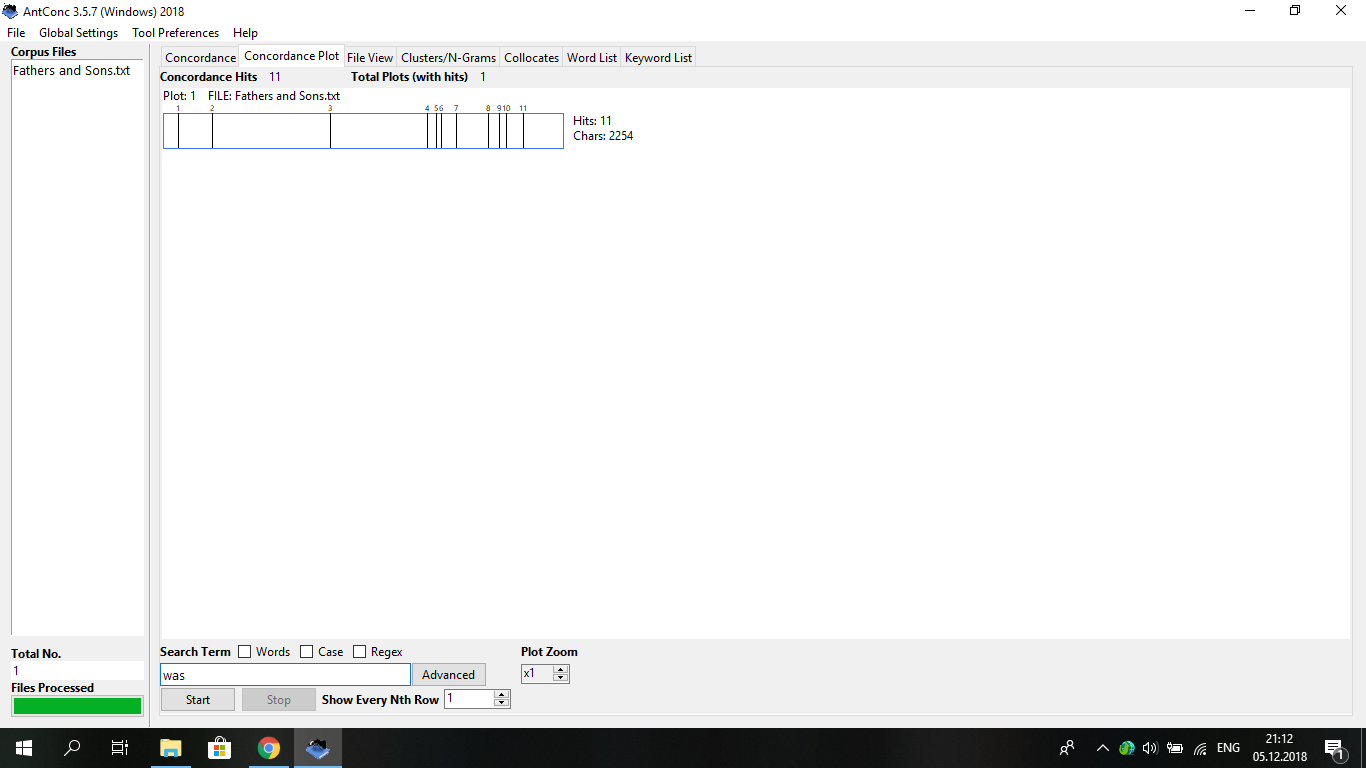 AntConc 3.5.7 (Windows) 2018
File Global Settings Tool Preferences Help
Corpus Files
Fathers and Sons.txt
Concordance Concordance Plot File View Clusters/N-Grams Collocates Word List Keyword List
Concordance Hits 11 Total Plots (with hits) 1
Plot: 1 FILE: Fathers and Sons.txt
1 2 3 4 5 6 7 8 9 10 11
Hits: 11
Chars: 2254
Total No.
1
Files Processed
Search Term Words Case Regex Plot Zoom
was Advanced x1
Start Stop Show Every Nth Row 1
ENG
21:12
05.12.2018
1